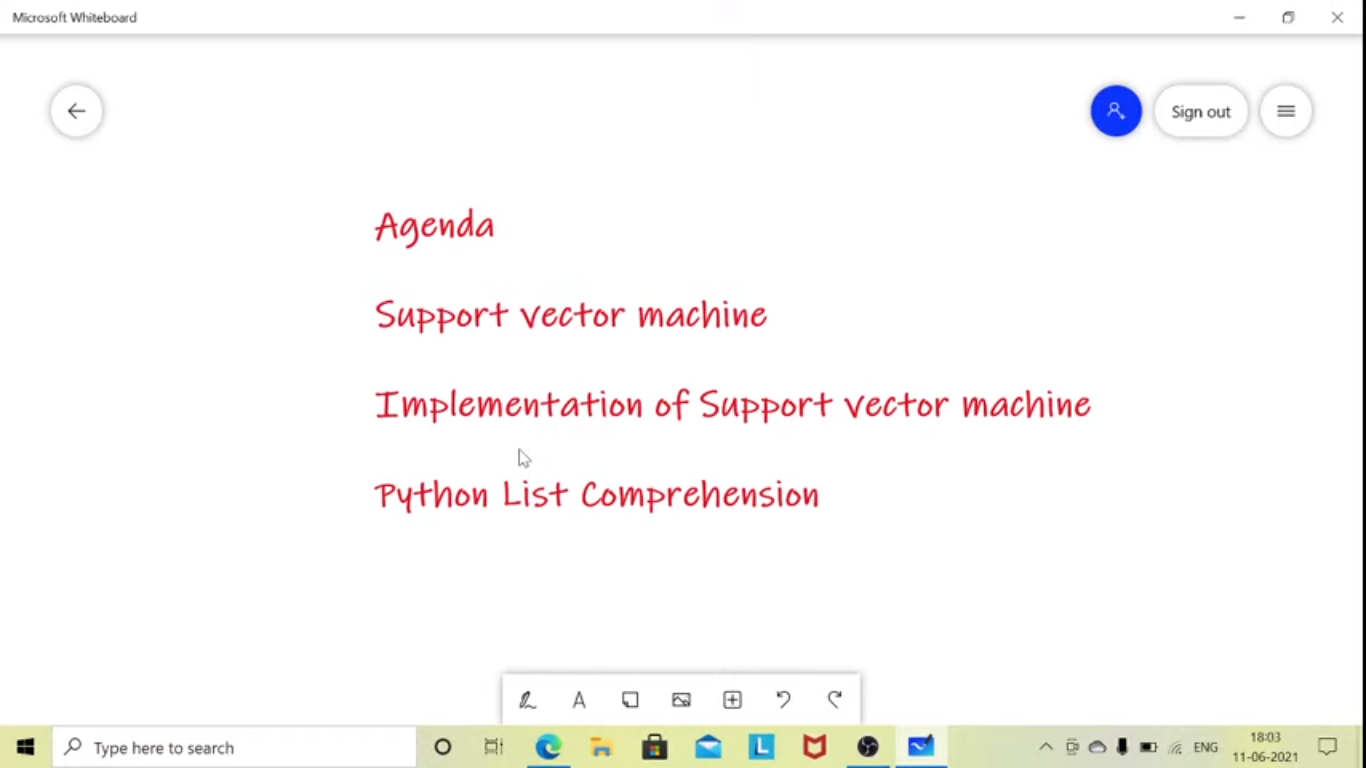 Microsoft Whiteboard
Sign out
Agenda
Support vector machine
Implementation of Support vector machine
Python List Comprehension
A
Type here to search
L
ENG
18:03
11-06-2021